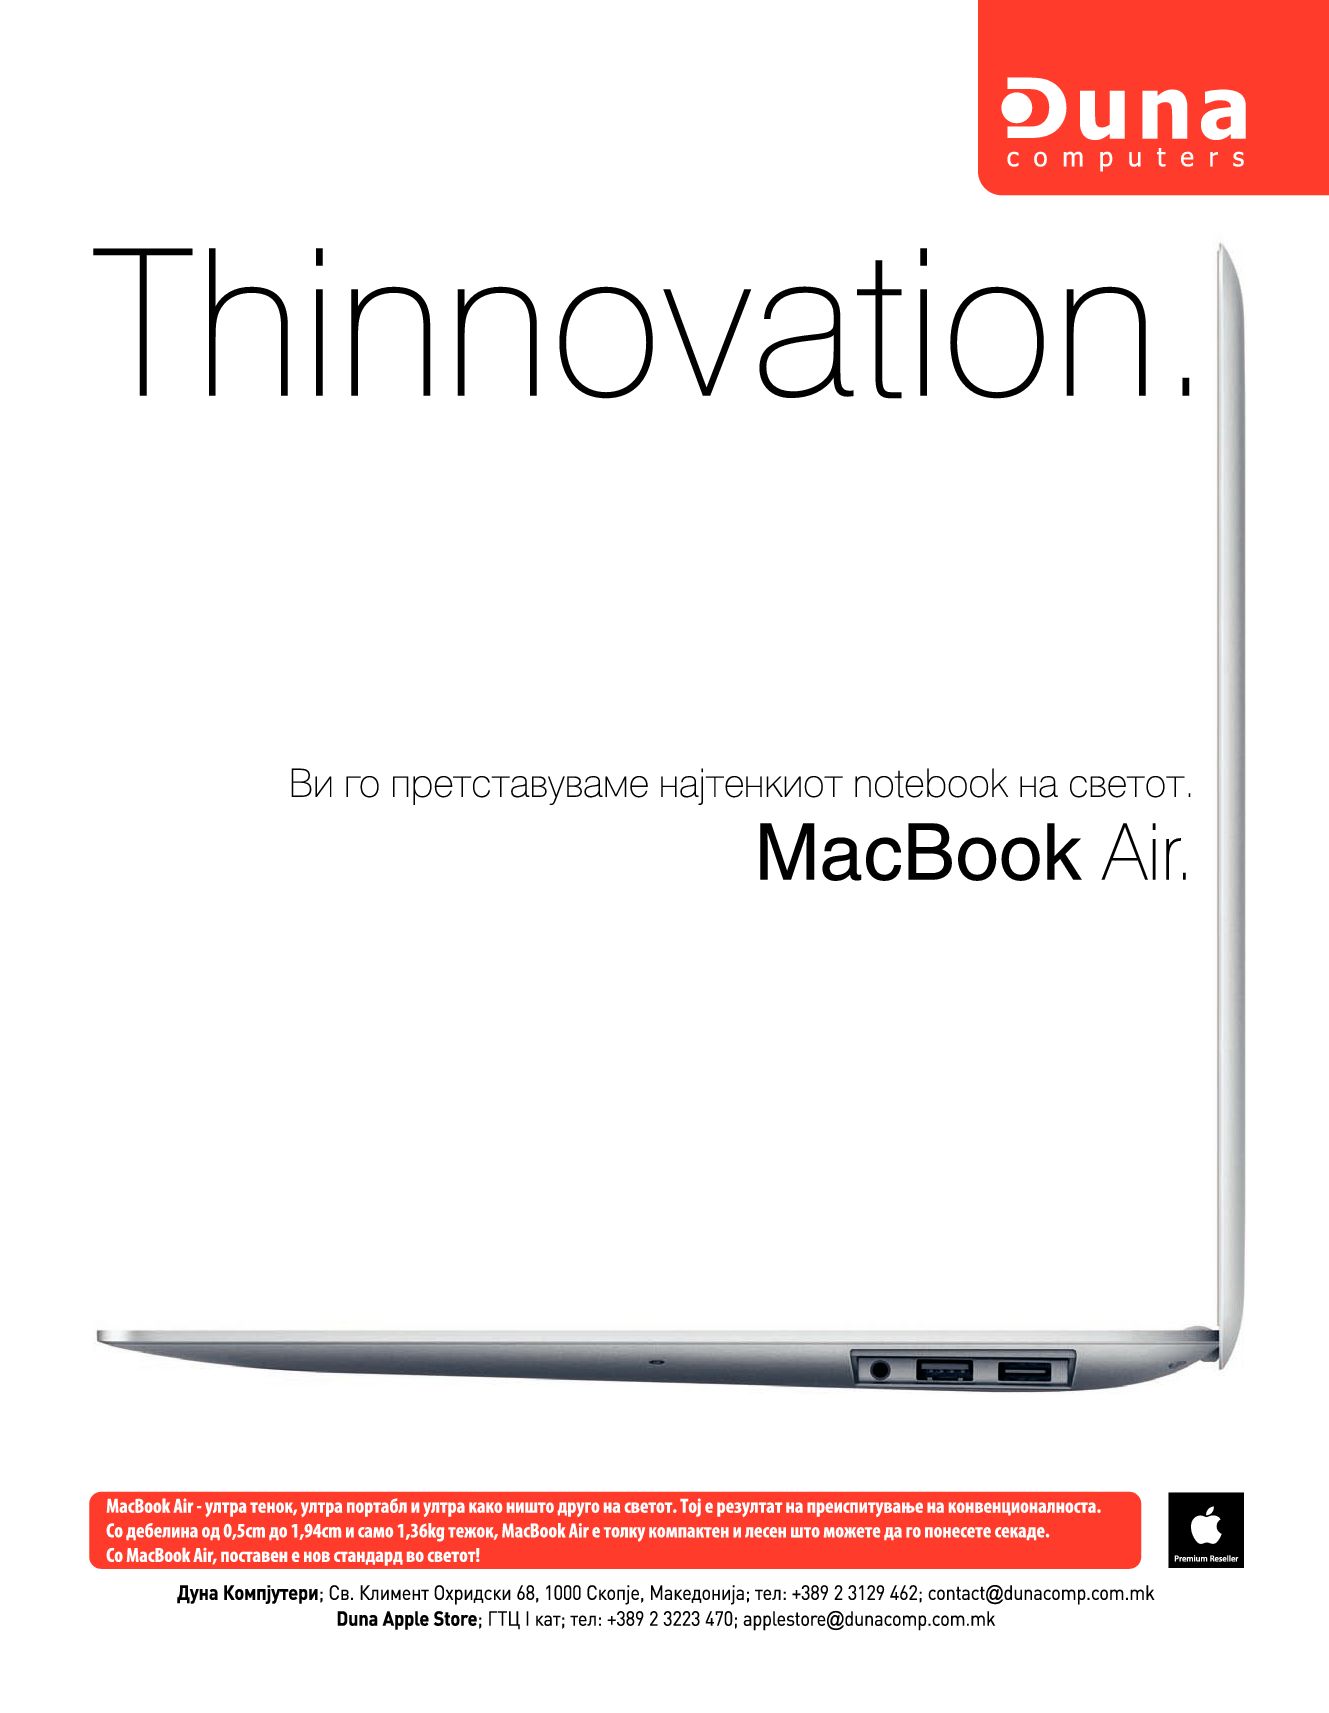 Duna
computers
Thinnovation.
Ви го претставуваме најтенкиот notebook на светот.
MacBook Air.
MacBook Air - ултра тенок, ултра портабл и ултра како ништо друго на светот. Тој е резултат на преиспитување на конвенционалноста.
Со дебелина од 0,5cm до 1,94cm и само 1,36kg тежок, MacBook Air е толку компактен и лесен што можете да го понесете секаде.
Со MacBook Air, поставен е нов стандард во светот!
Premium Reseller
Дуна Компјутери; Св. Климент Охридски 68, 1000 Скопје, Македонија; тел: +389 2 3129 462; contact@dunacomp.com.mk
Duna Apple Store; ГТЦ I кат; тел: +389 2 3223 470; applestore@dunacomp.com.mk